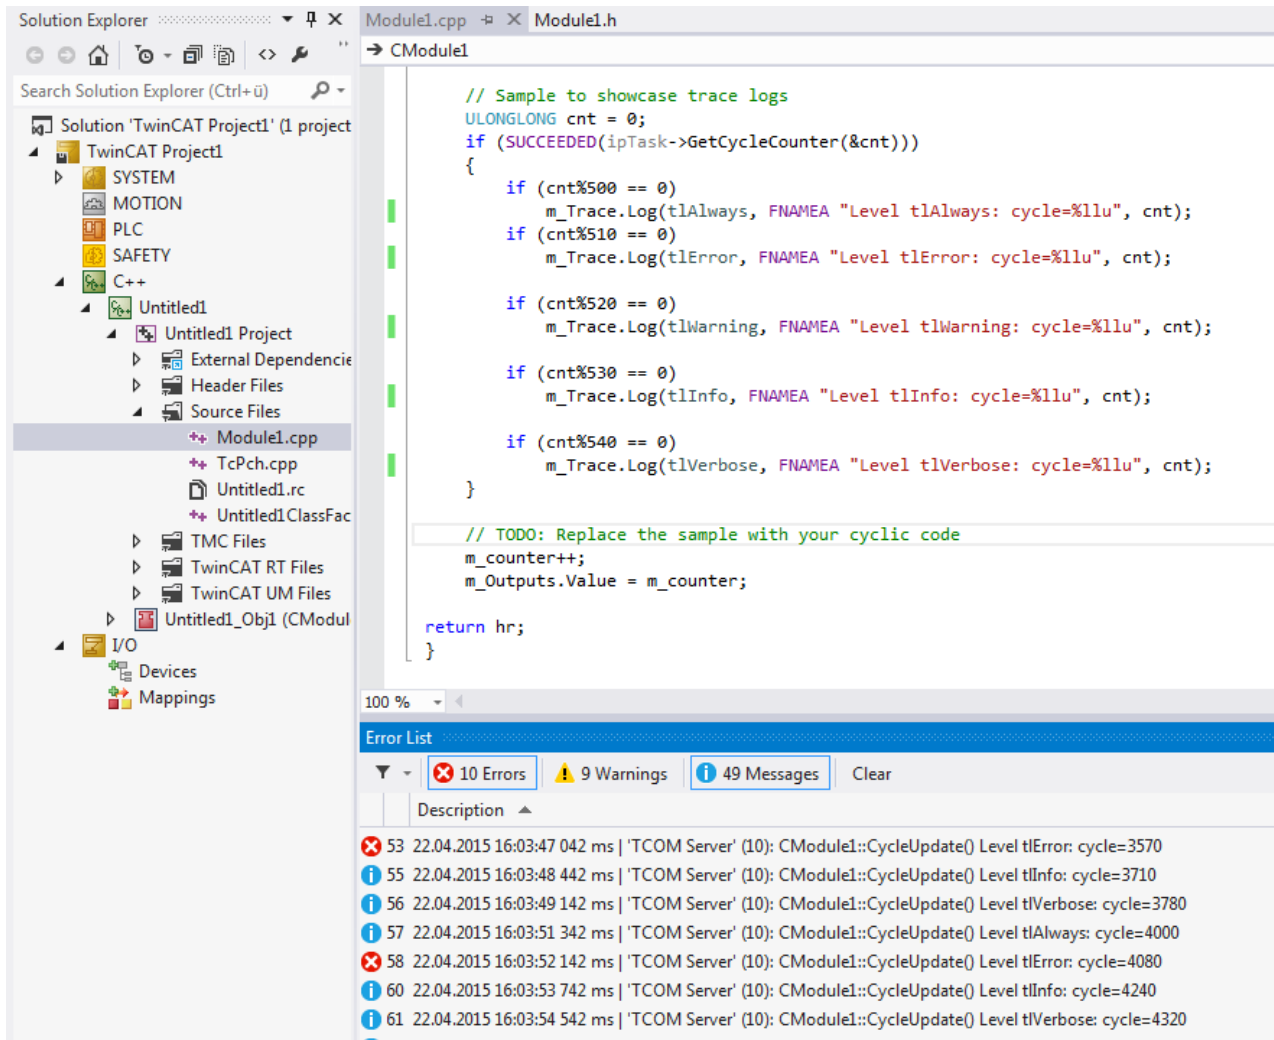 Solution Explorer
Search Solution Explorer (Ctrl+ü)
Solution 'TwinCAT Project1' (1 project
TwinCAT Project1
SYSTEM
MOTION
PLC
SAFETY
C++
Untitled1
Untitled1 Project
External Dependencie
Header Files
Source Files
Module1.cpp
TcPch.cpp
Untitled1.rc
Untitled1ClassFac
TMC Files
TwinCAT RT Files
TwinCAT UM Files
Untitled1_Obj1 (CModul
I/O
Devices
Mappings
Module1.cpp Module1.h
CModule1
// Sample to showcase trace logs
ULONGLONG cnt = 0;
if (SUCCEEDED(ipTask->GetCycleCounter(&cnt)))
{
if (cnt%500 == 0)
m_Trace.Log(tlAlways, FNAMEA "Level tlAlways: cycle=%llu", cnt);
if (cnt%510 == 0)
m_Trace.Log(tlError, FNAMEA "Level tlError: cycle=%llu", cnt);
if (cnt%520 == 0)
m_Trace.Log(tlWarning, FNAMEA "Level tlWarning: cycle=%llu", cnt);
if (cnt%530 == 0)
m_Trace.Log(tlInfo, FNAMEA "Level tlInfo: cycle=%llu", cnt);
if (cnt%540 == 0)
m_Trace.Log(tlVerbose, FNAMEA "Level tlVerbose: cycle=%llu", cnt);
}
// TODO: Replace the sample with your cyclic code
m_counter++;
m_Outputs.Value = m_counter;
return hr;
}
100 %
Error List
10 Errors 9 Warnings 49 Messages Clear
Description
53 22.04.2015 16:03:47 042 ms | 'TCOM Server' (10): CModule1::CycleUpdate() Level tlError: cycle=3570
55 22.04.2015 16:03:48 442 ms | 'TCOM Server' (10): CModule1::CycleUpdate() Level tlInfo: cycle=3710
56 22.04.2015 16:03:49 142 ms | 'TCOM Server' (10): CModule1::CycleUpdate() Level tlVerbose: cycle=3780
57 22.04.2015 16:03:51 342 ms | 'TCOM Server' (10): CModule1::CycleUpdate() Level tlAlways: cycle=4000
58 22.04.2015 16:03:52 142 ms | 'TCOM Server' (10): CModule1::CycleUpdate() Level tlError: cycle=4080
60 22.04.2015 16:03:53 742 ms | 'TCOM Server' (10): CModule1::CycleUpdate() Level tlInfo: cycle=4240
61 22.04.2015 16:03:54 542 ms | 'TCOM Server' (10): CModule1::CycleUpdate() Level tlVerbose: cycle=4320